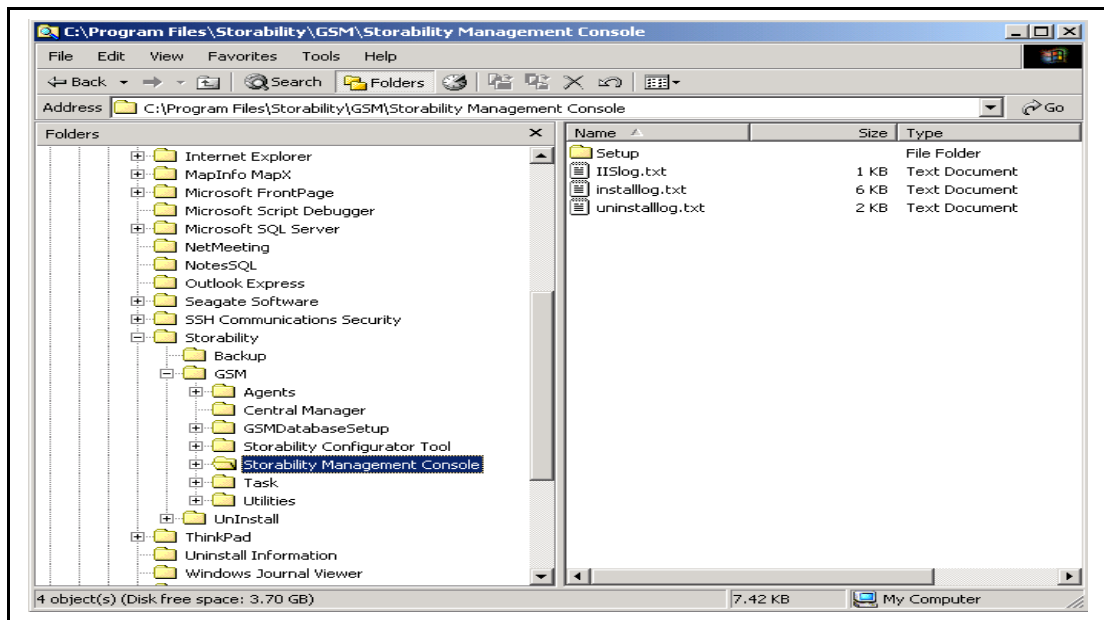 C:\Program Files\Storability\GSM\Storability Management Console
File Edit View Favorites Tools Help
Back Search Folders
Address C:\Program Files\Storability\GSM\Storability Management Console Go
Folders
Name Size Type
Internet Explorer
MapInfo MapX
Microsoft FrontPage
Microsoft Script Debugger
Microsoft SQL Server
NetMeeting
NotesSQL
Outlook Express
Seagate Software
SSH Communications Security
Storability
Backup
GSM
Agents
Central Manager
GSMDatabaseSetup
Storability Configurator Tool
Storability Management Console
Task
Utilities
UnInstall
ThinkPad
Uninstall Information
Windows Journal Viewer
Setup File Folder
IISlog.txt 1 KB Text Document
installlog.txt 6 KB Text Document
uninstalllog.txt 2 KB Text Document
4 object(s) (Disk free space: 3.70 GB) 7.42 KB My Computer